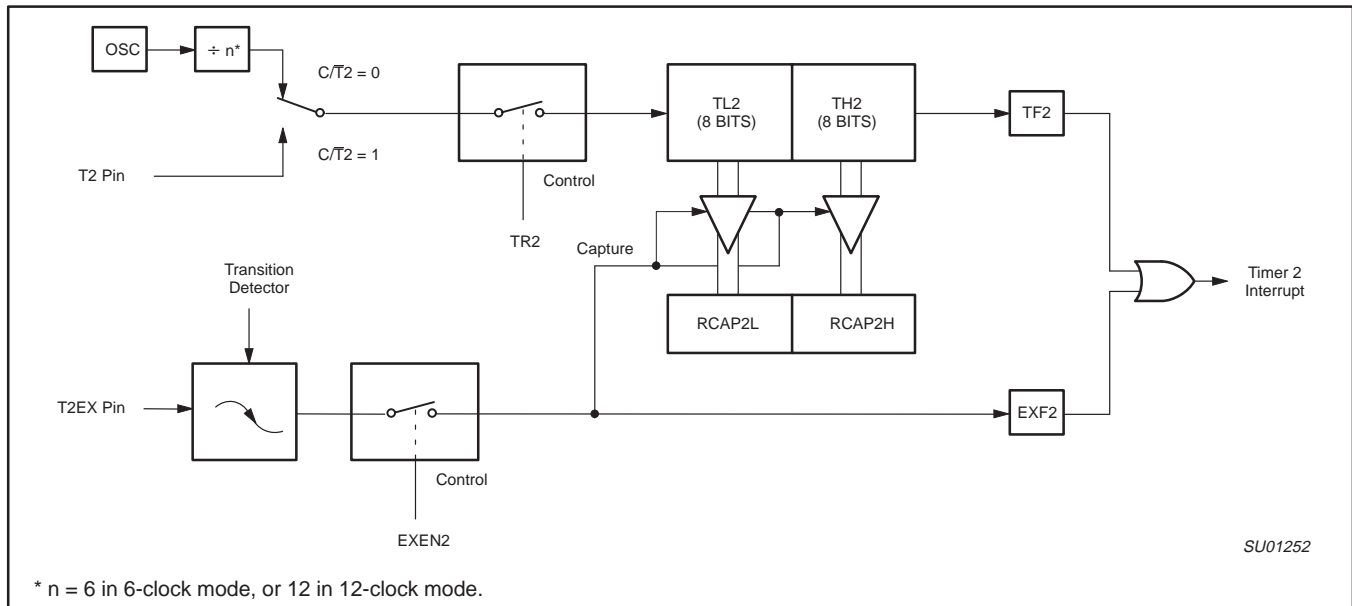 OSC
÷ n*
C/T̅2 = 0
TL2
(8 BITS)
TH2
(8 BITS)
TF2
C/T̅2 = 1
T2 Pin
Control
TR2
Capture
Transition
Detector
Timer 2
Interrupt
RCAP2L
RCAP2H
T2EX Pin
EXF2
Control
EXEN2
SU01252
* n = 6 in 6-clock mode, or 12 in 12-clock mode.